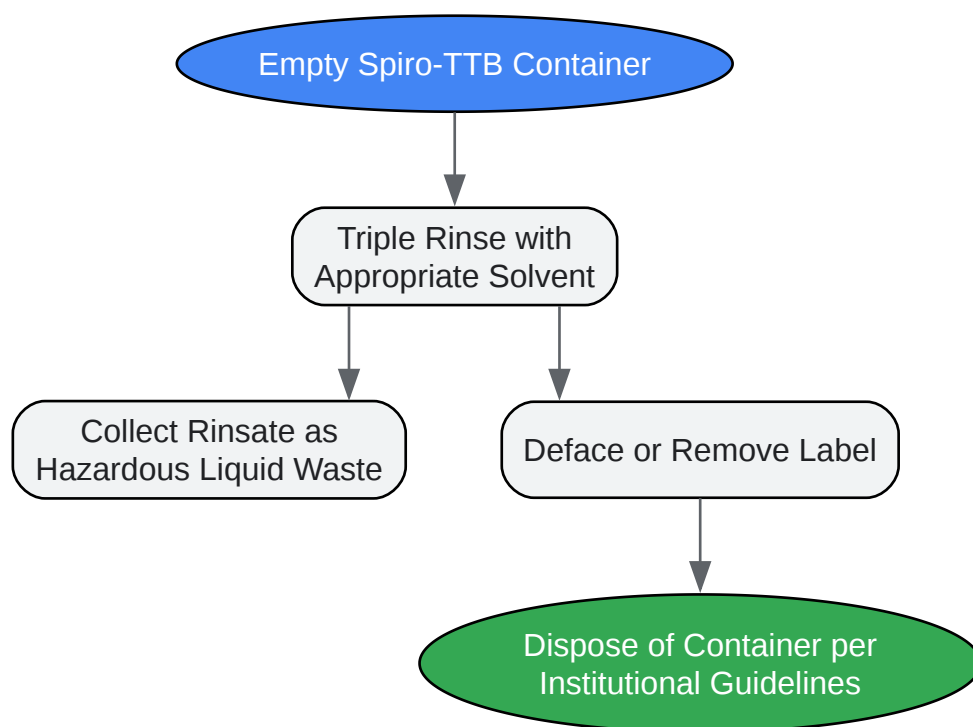 Empty Spiro-TTB Container
Triple Rinse with
Appropriate Solvent
Collect Rinsate as
Hazardous Liquid Waste
Deface or Remove Label
Dispose of Container per
Institutional Guidelines